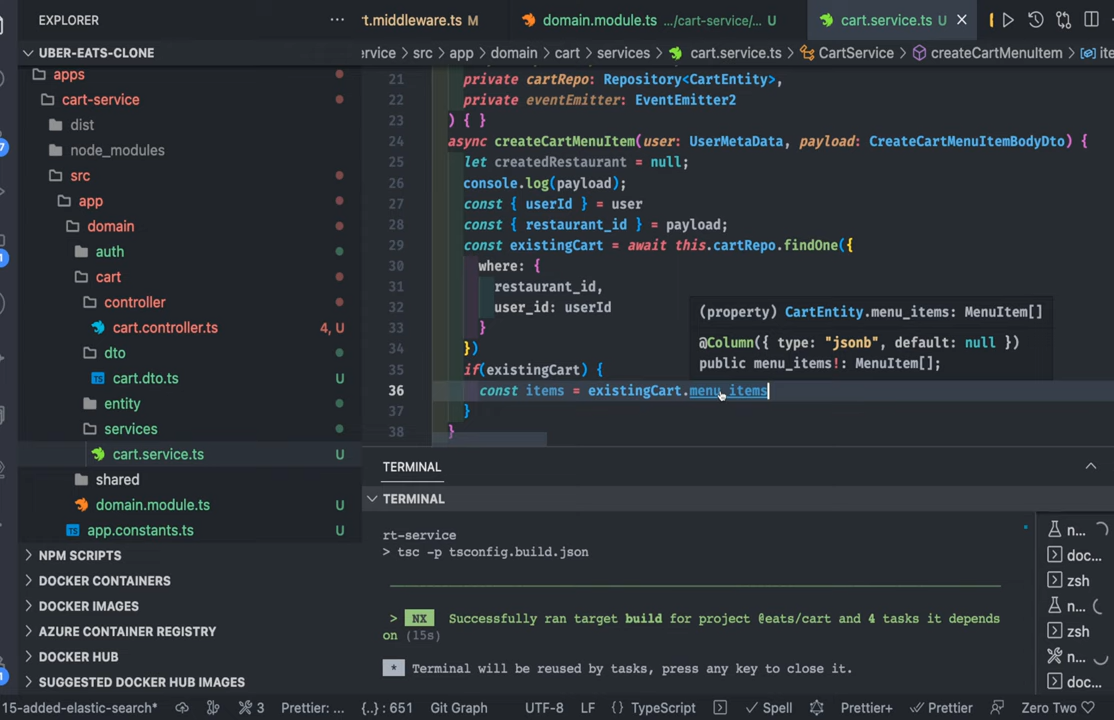 EXPLORER
rt.middleware.ts M
domain.module.ts .../cart-service/... U
cart.service.ts U
UBER-EATS-CLONE
apps
cart-service
dist
node_modules
src
app
domain
auth
cart
controller
cart.controller.ts 4, U
dto
cart.dto.ts U
entity
services
cart.service.ts U
shared
domain.module.ts U
app.constants.ts U
NPM SCRIPTS
DOCKER CONTAINERS
DOCKER IMAGES
AZURE CONTAINER REGISTRY
DOCKER HUB
SUGGESTED DOCKER HUB IMAGES
ervice > src > app > domain > cart > services > cart.service.ts > CartService > createCartMenuItem > ite
21 private cartRepo: Repository<CartEntity>,
22 private eventEmitter: EventEmitter2
23 ) { }
24 async createCartMenuItem(user: UserMetaData, payload: CreateCartMenuItemBodyDto) {
25 let createdRestaurant = null;
26 console.log(payload);
27 const { userId } = user
28 const { restaurant_id } = payload;
29 const existingCart = await this.cartRepo.findOne({
30 where: {
31 restaurant_id,
32 user_id: userId
33 }
34 })
35 if(existingCart) {
36 const items = existingCart.menu_items
37 }
38 }
(property) CartEntity.menu_items: MenuItem[]
@Column({ type: "jsonb", default: null })
public menu_items!: MenuItem[];
TERMINAL
TERMINAL
rt-service
> tsc -p tsconfig.build.json
> NX Successfully ran target build for project @eats/cart and 4 tasks it depends
on (15s)
* Terminal will be reused by tasks, press any key to close it.
n...
doc...
zsh
n...
zsh
n...
doc...
15-added-elastic-search* 3 Prettier: ... {..} : 651 Git Graph UTF-8 LF {} TypeScript Spell Prettier+ Prettier Zero Two